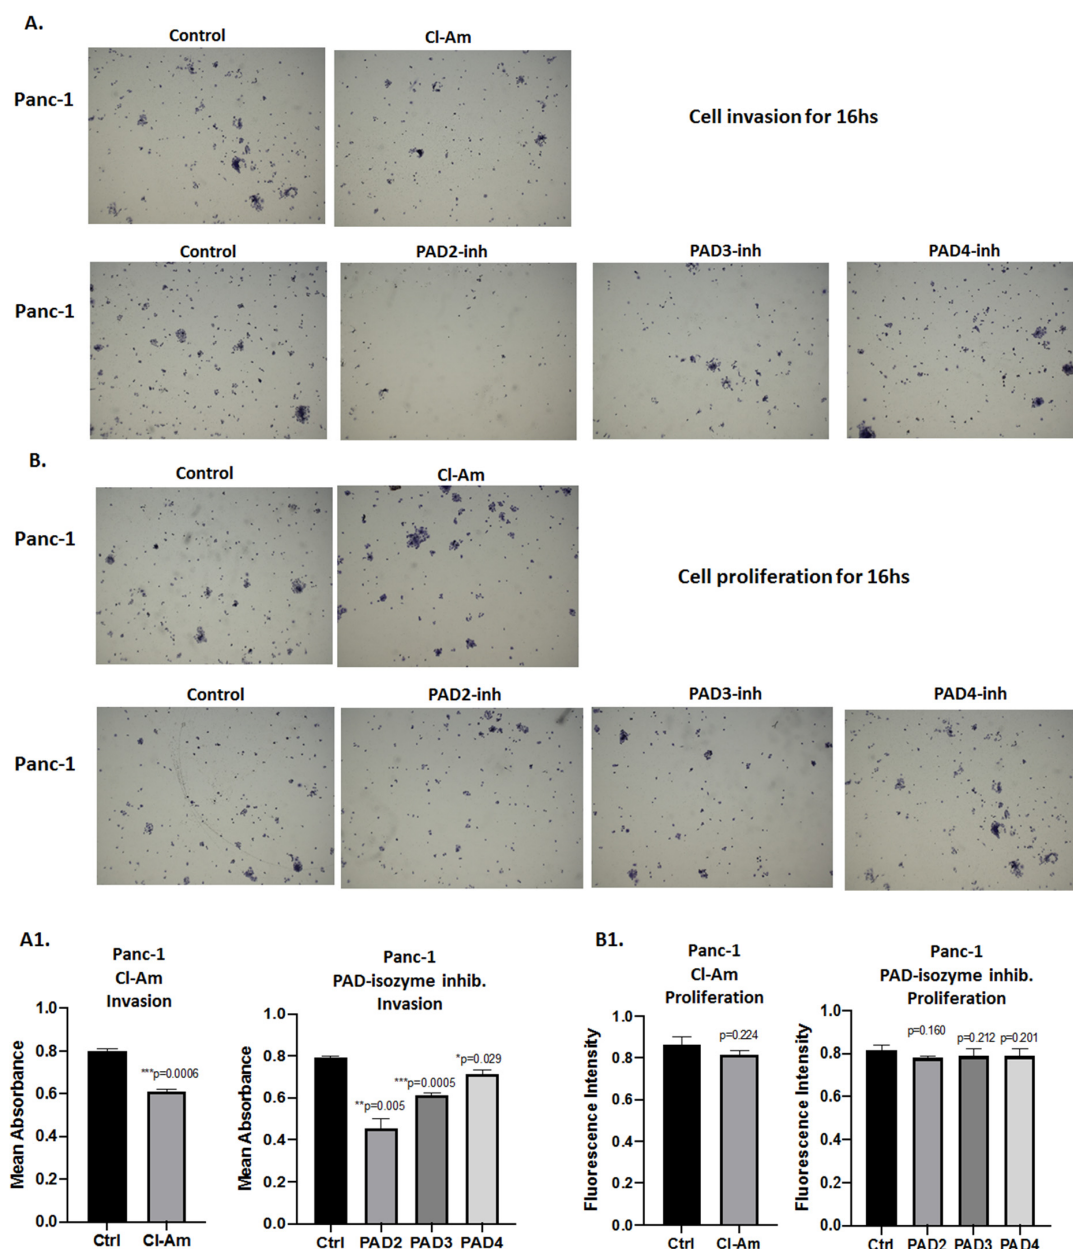 A.
Control Cl-Am
Panc-1
Cell invasion for 16hs
Control PAD2-inh PAD3-inh PAD4-inh
Panc-1
B.
Control Cl-Am
Panc-1
Cell proliferation for 16hs
Control PAD2-inh PAD3-inh PAD4-inh
Panc-1
A1.
Panc-1
Cl-Am
Invasion
Mean Absorbance
1.0
0.8
0.6
0.4
0.2
0.0
***p=0.0006
Ctrl Cl-Am
Panc-1
PAD-isozyme inhib.
Invasion
Mean Absorbance
1.0
0.8
0.6
0.4
0.2
0.0
**p=0.005
***p=0.0005
*p=0.029
Ctrl PAD2 PAD3 PAD4
B1.
Panc-1
Cl-Am
Proliferation
Fluorescence Intensity
1.0
0.8
0.6
0.4
0.2
0.0
p=0.224
Ctrl Cl-Am
Panc-1
PAD-isozyme inhib.
Proliferation
Fluorescence Intensity
1.0
0.8
0.6
0.4
0.2
0.0
p=0.160
p=0.212
p=0.201
Ctrl PAD2 PAD3 PAD4